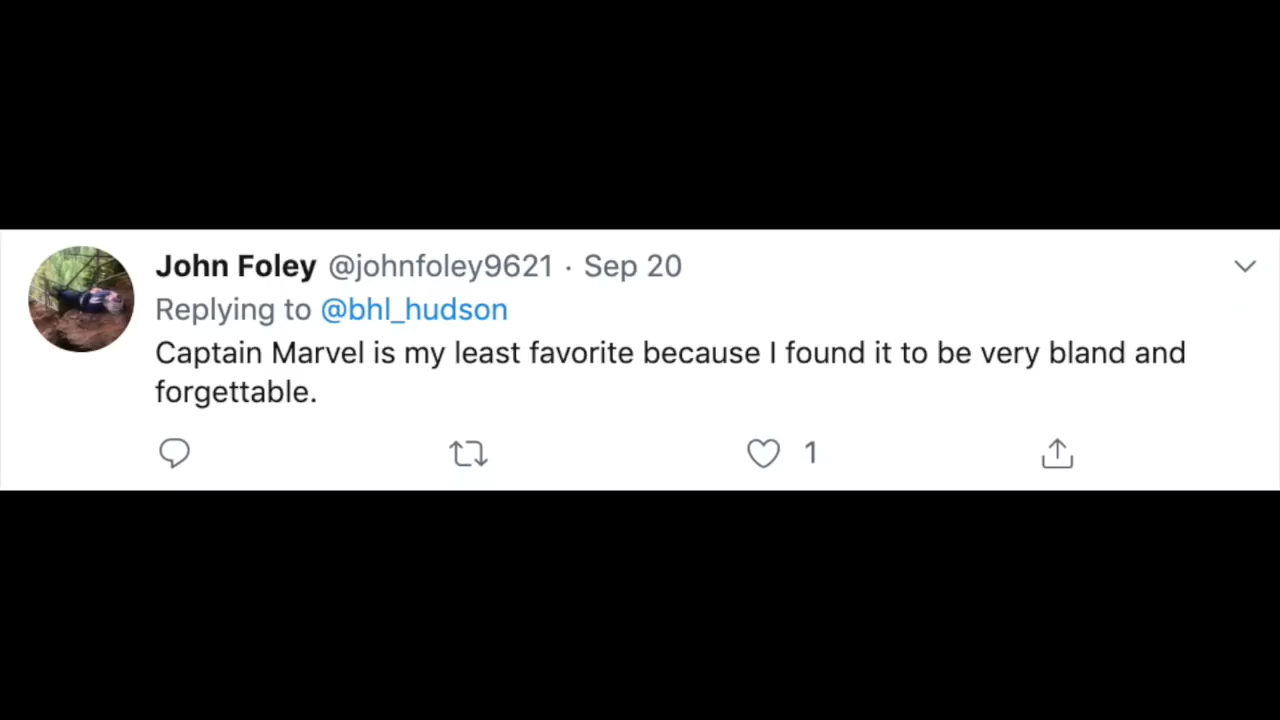 John Foley @johnfoley9621 · Sep 20
Replying to @bhl_hudson
Captain Marvel is my least favorite because I found it to be very bland and
forgettable.
1